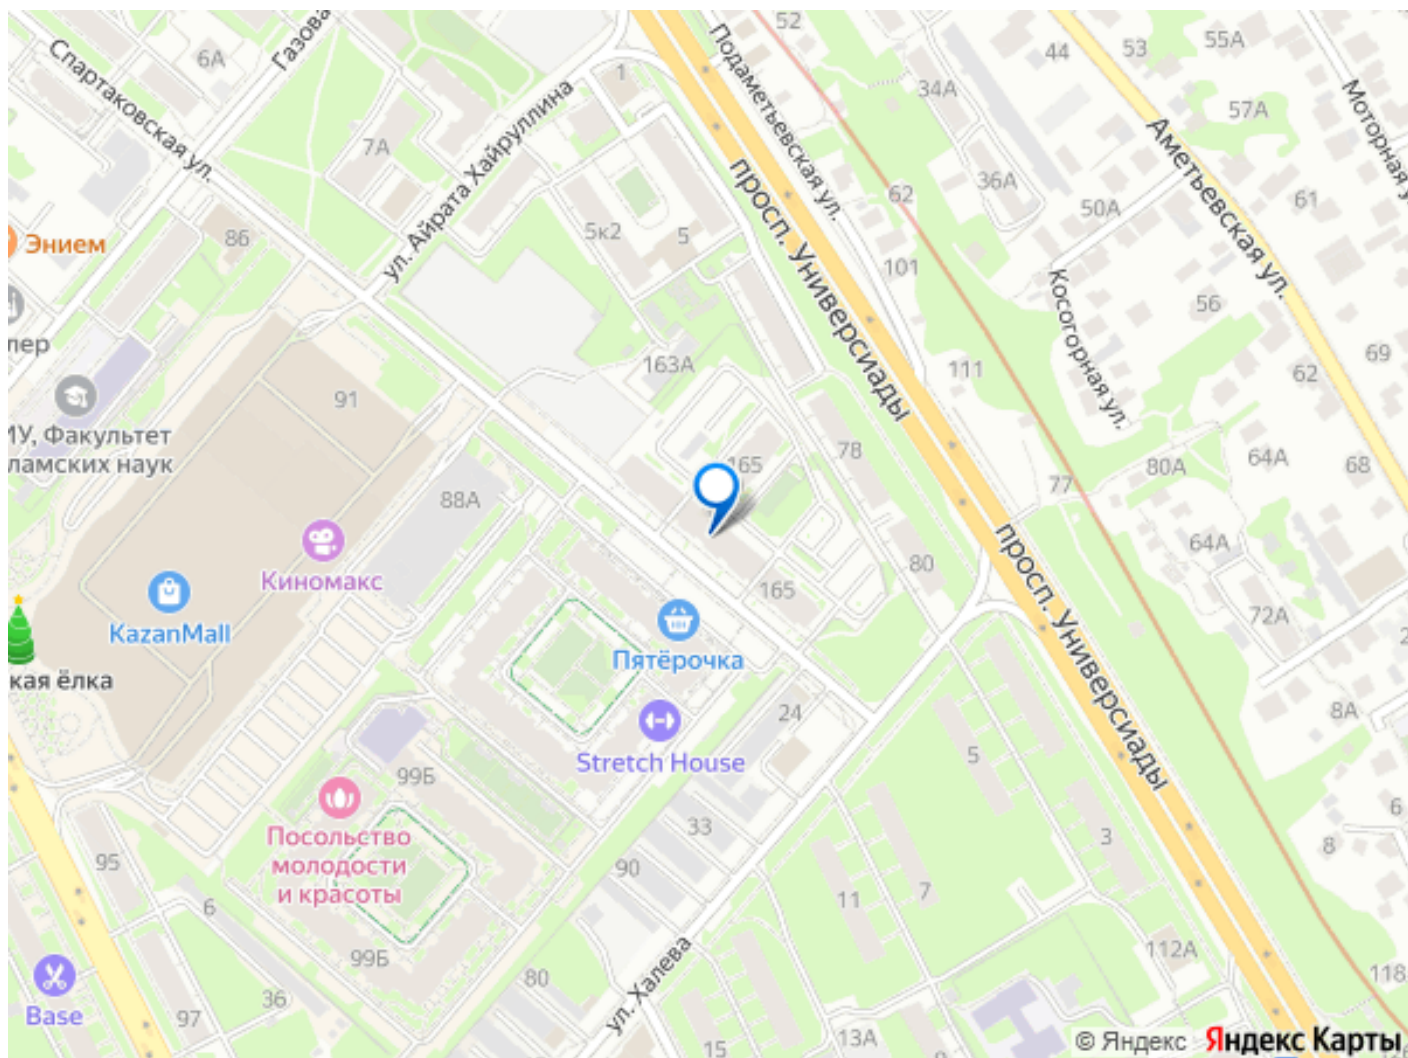 52
55А
53
44
6А
Газова
Спартаковская ул.
1
Подаметьевская ул.
34А
57А
Моторная у
ул. Айрата Хайруллина
7А
Аметьевская ул.
36А
62
50А
61
просп. Универсиады
86
Энием
5к2
5
101
56
Косогорная ул.
лер
163А
111
69
62
91
ИУ, Факультет
ламских наук
78
165
80А
64А
68
77
88А
64А
Киномакс
80
KazanMall
165
72А
просп. Универсиады
2
Пятёрочка
кая ёлка
24
8А
5
Stretch House
99Б
Посольство
молодости
и красоты
33
3
6
8
95
90
11
7
6
99Б
112А
80
118
36
ул. Халева
Base
97
13А
15
© Яндекс Яндекс Карты